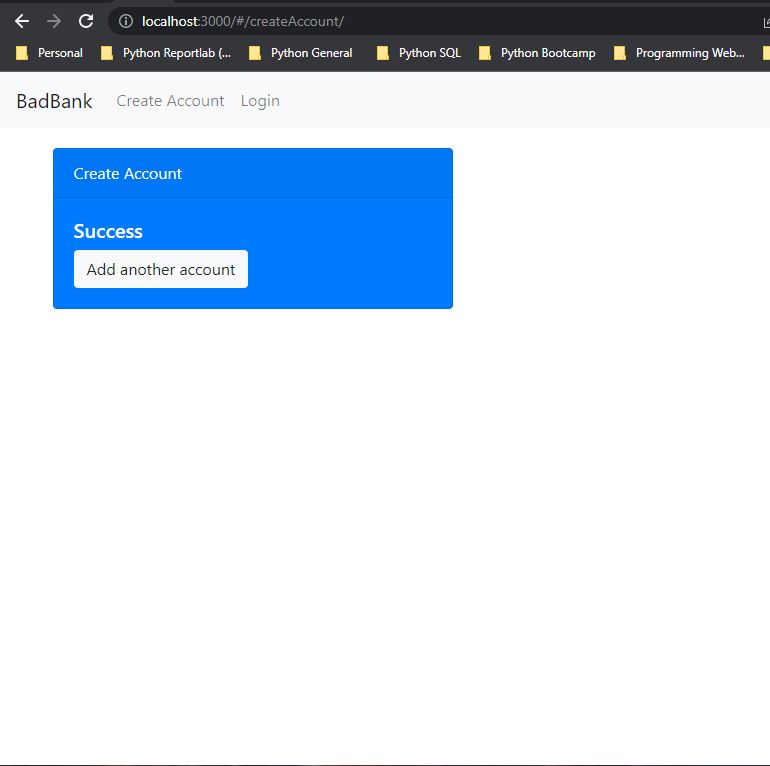 localhost:3000/#/createAccount/
Personal Python Reportlab (... Python General Python SQL Python Bootcamp Programming Web...
BadBank Create Account Login
Create Account
Success
Add another account